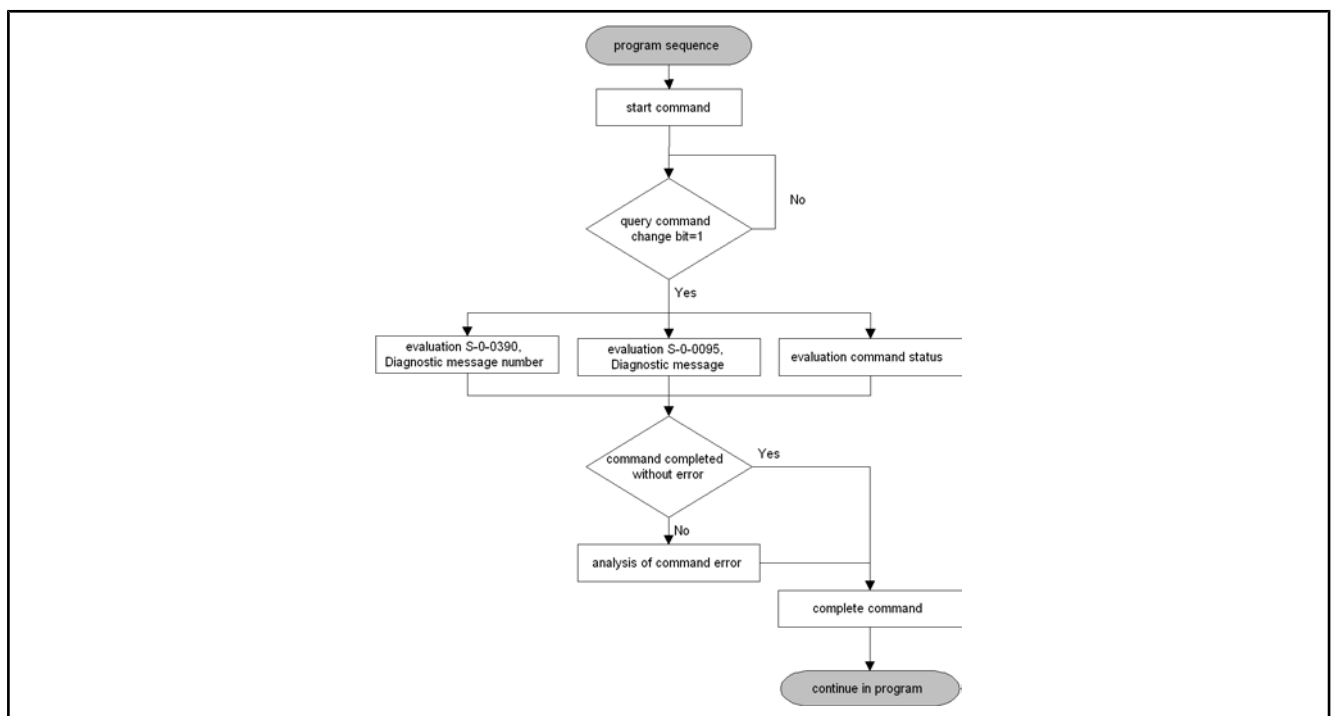 program sequence
start command
No
query command
change bit=1
Yes
evaluation S-0-0390,
Diagnostic message number
evaluation S-0-0095,
Diagnostic message
evaluation command status
command completed
without error
Yes
No
analysis of command error
complete command
continue in program